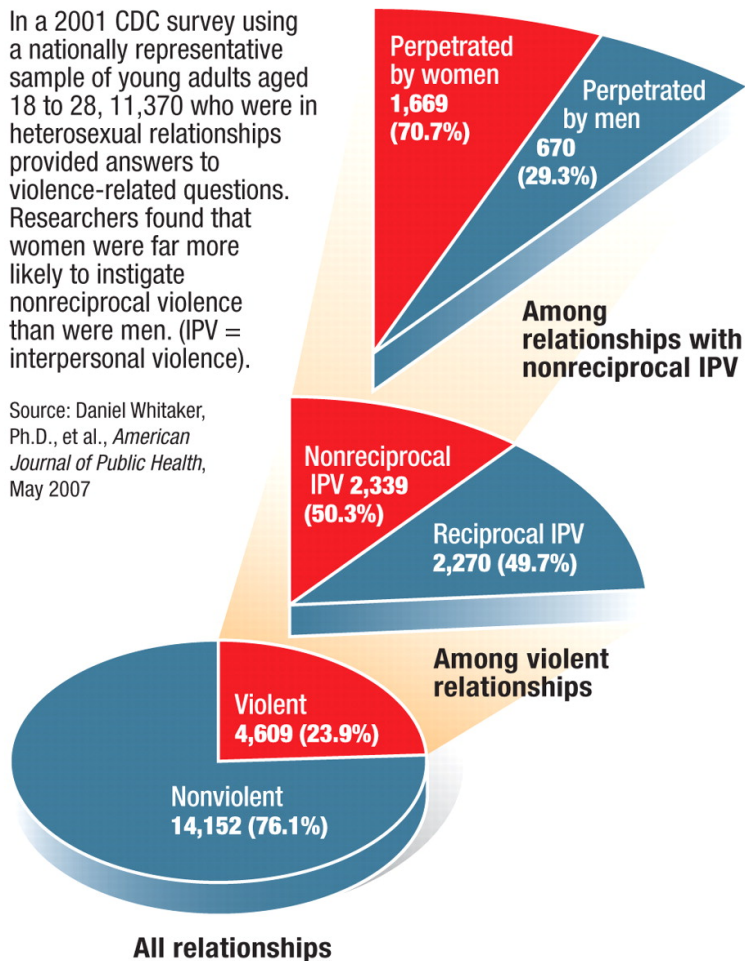 In a 2001 CDC survey using
a nationally representative
sample of young adults aged
18 to 28, 11,370 who were in
heterosexual relationships
provided answers to
violence-related questions.
Researchers found that
women were far more
likely to instigate
nonreciprocal violence
than were men. (IPV =
interpersonal violence).
Source: Daniel Whitaker,
Ph.D., et al., American
Journal of Public Health,
May 2007
Perpetrated
by women
1,669
(70.7%)
Perpetrated
by men
670
(29.3%)
Among
relationships with
nonreciprocal IPV
Nonreciprocal
IPV 2,339
(50.3%)
Reciprocal IPV
2,270 (49.7%)
Among violent
relationships
Violent
4,609 (23.9%)
Nonviolent
14,152 (76.1%)
All relationships